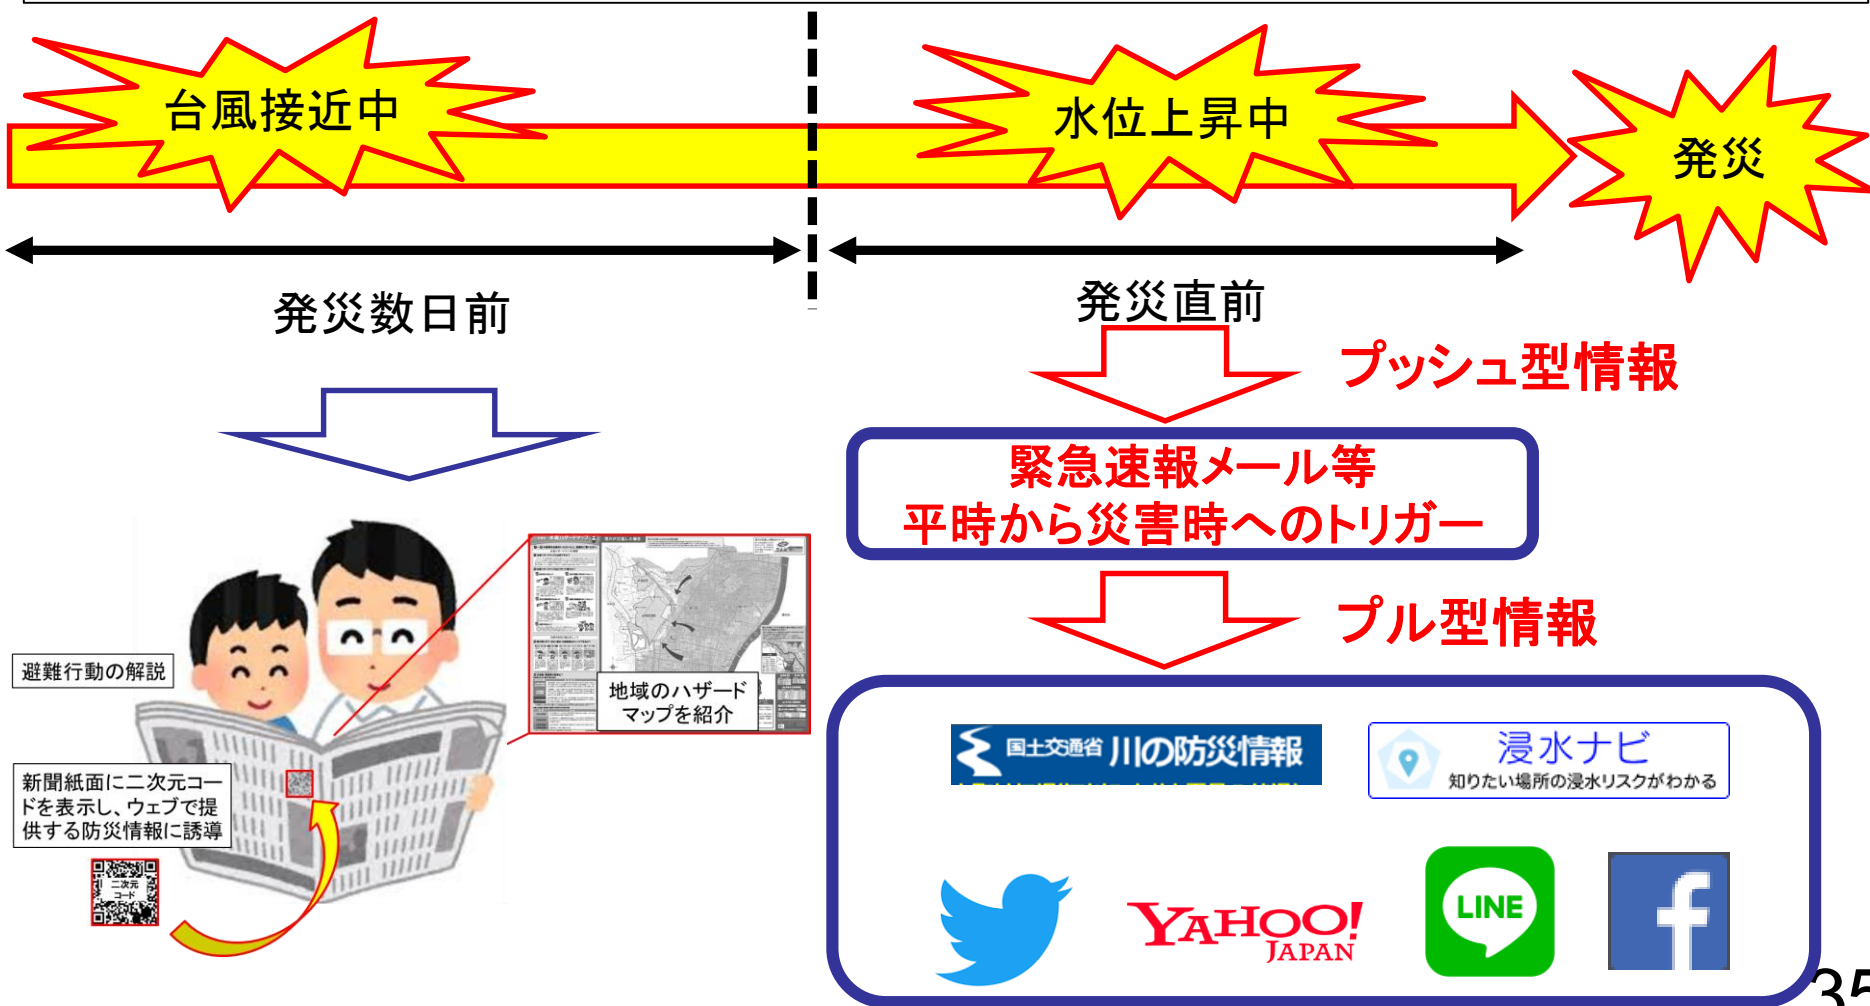 台風接近中
水位上昇中
発災
発災数日前
発災直前
プッシュ型情報
緊急速報メール等
平時から災害時へのトリガー
プル型情報
避難行動の解説
地域のハザード
マップを紹介
新聞紙面に二次元コー
ドを表示し、ウェブで提
供する防災情報に誘導
二次元
コード
国土交通省 川の防災情報
浸水ナビ
知りたい場所の浸水リスクがわかる
YAHOO!
JAPAN
LINE
f
35